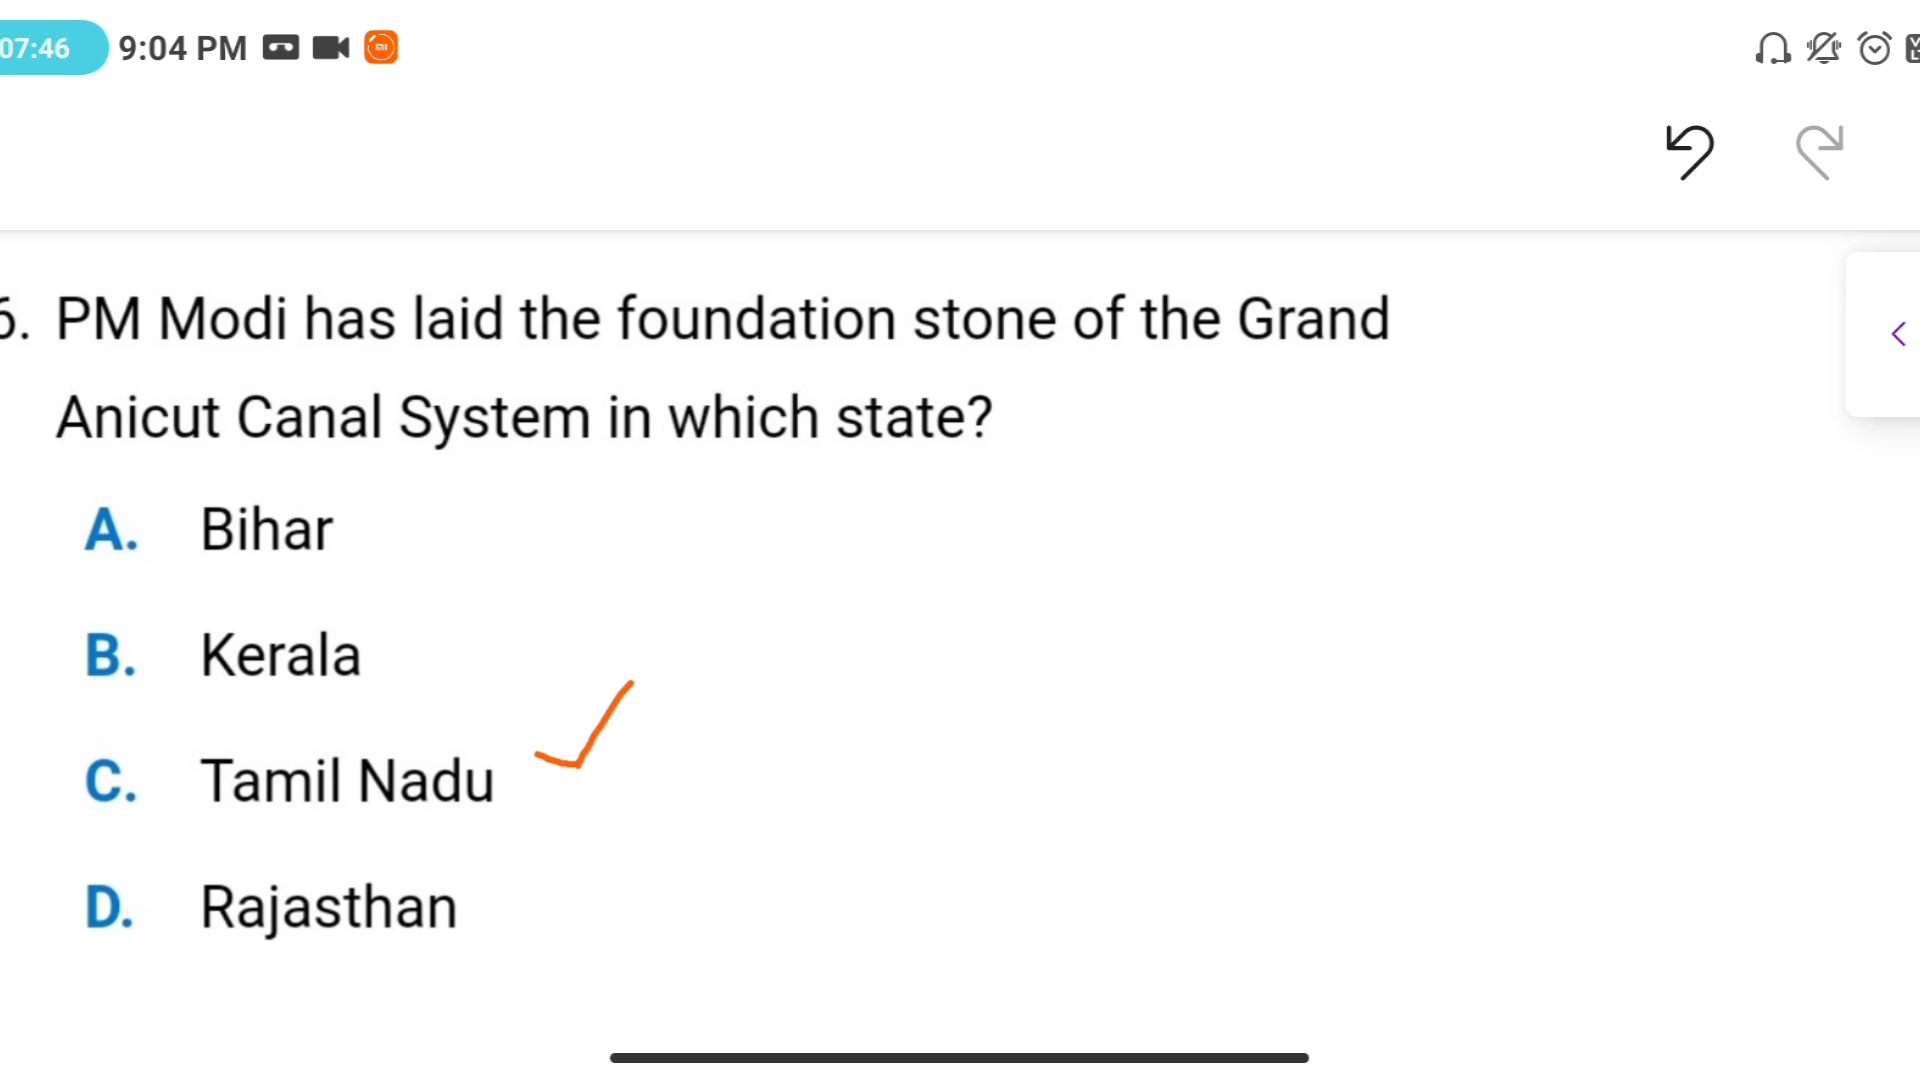 07:46 9:04 PM
6. PM Modi has laid the foundation stone of the Grand
Anicut Canal System in which state?
A. Bihar
B. Kerala
C. Tamil Nadu
D. Rajasthan